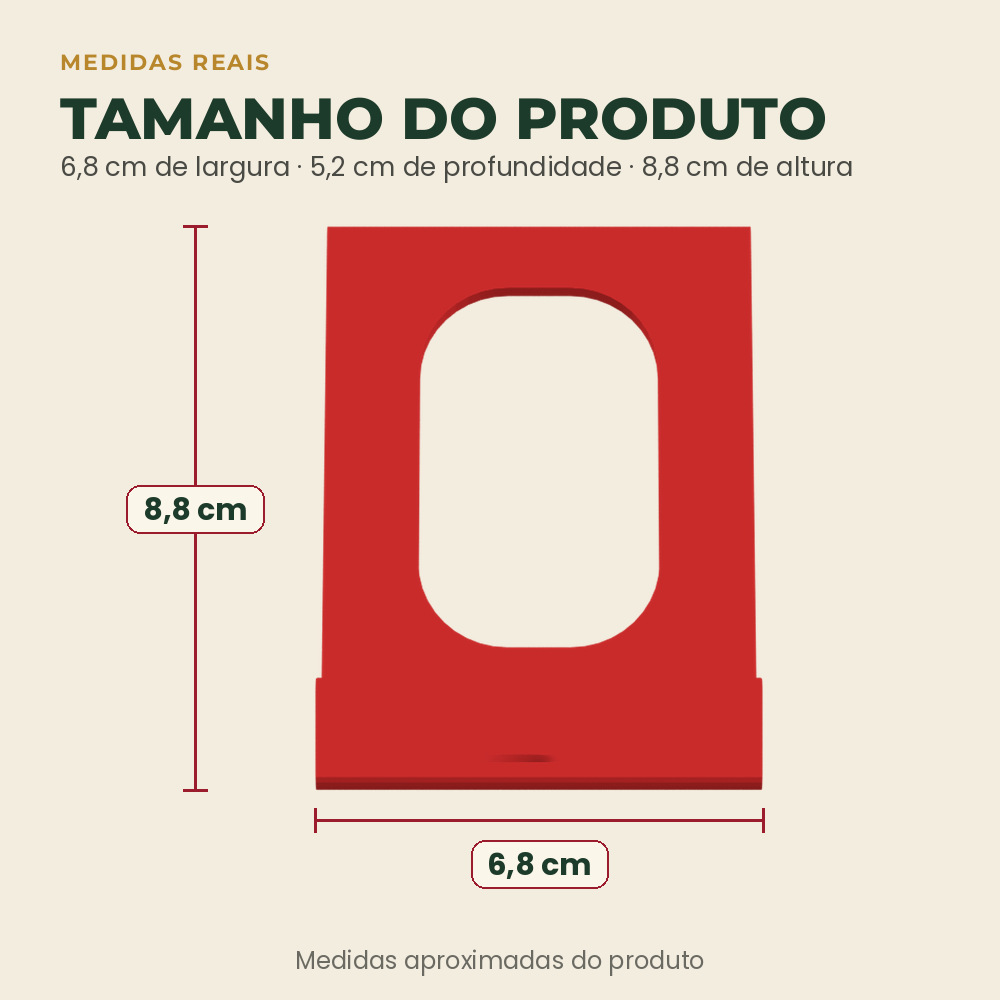 MEDIDAS REAIS
TAMANHO DO PRODUTO
6,8 cm de largura · 5,2 cm de profundidade · 8,8 cm de altura
8,8 cm
6,8 cm
Medidas aproximadas do produto